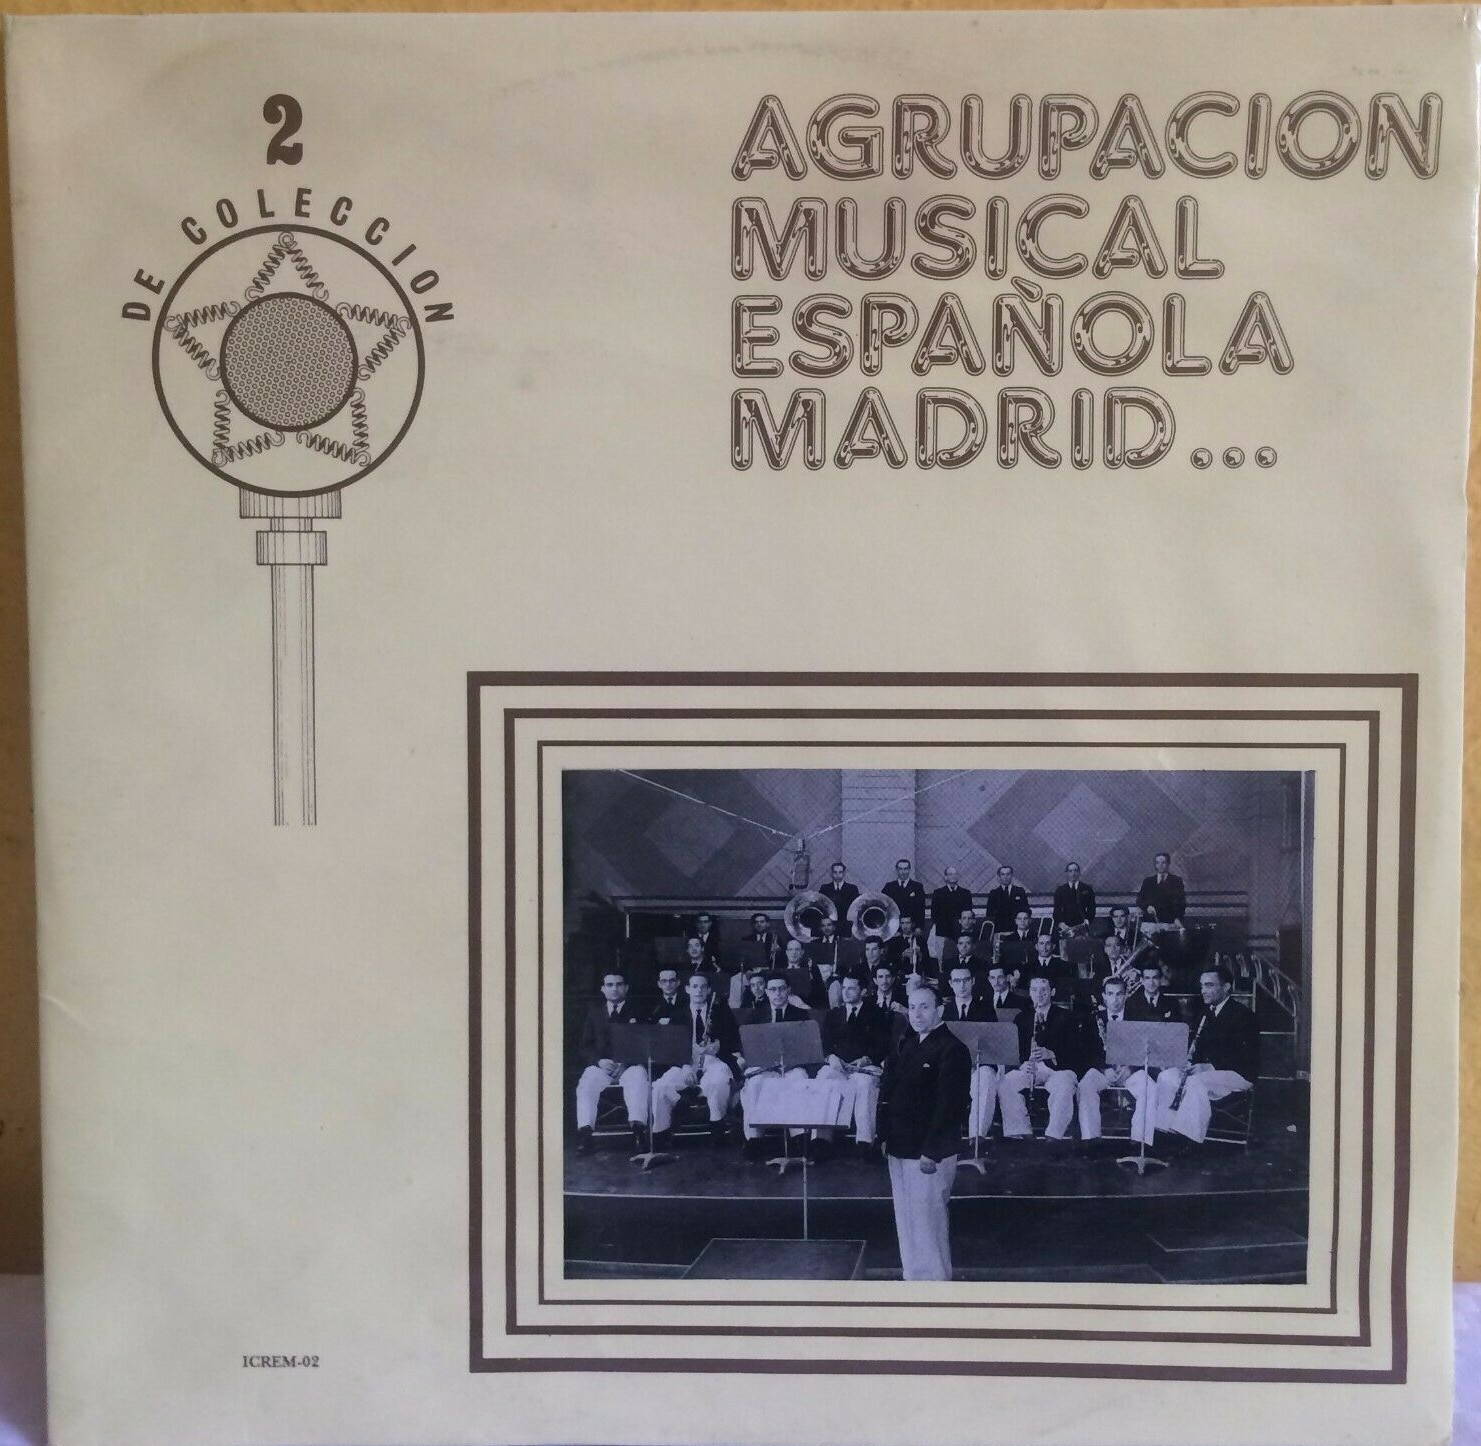 2
DE COLECCION
AGRUPACION
MUSICAL
ESPAÑOLA
MADRID...
ICREM-02